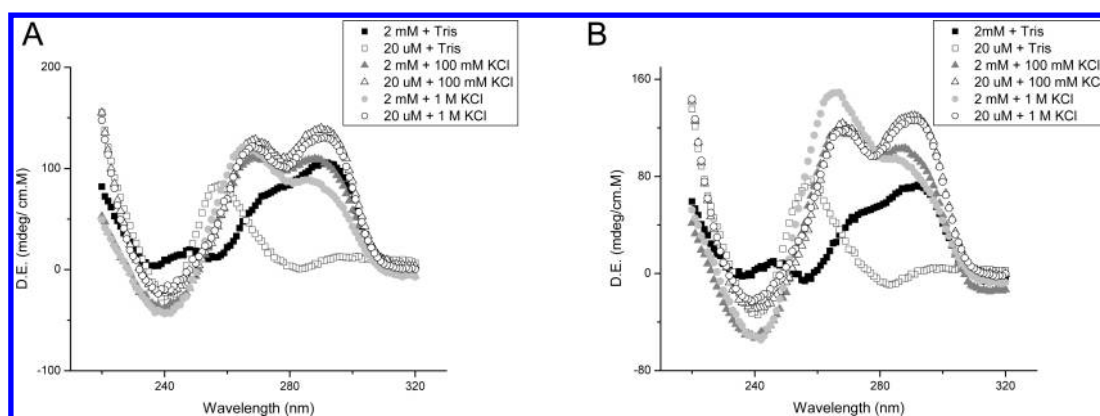 A
2 mM + Tris
20 uM + Tris
2 mM + 100 mM KCl
20 uM + 100 mM KCl
2 mM + 1 M KCl
20 uM + 1 M KCl
200
100
0
-100
D.E. (mdeg/ cm.M)
240
280
320
Wavelength (nm)
B
2mM + Tris
20 uM + Tris
2 mM + 100 mM KCl
20 uM + 100 mM KCl
2 mM + 1 M KCl
20 uM + 1 M KCl
160
80
0
-80
D.E. (mdeg/cm.M)
240
280
320
Wavelength (nm)